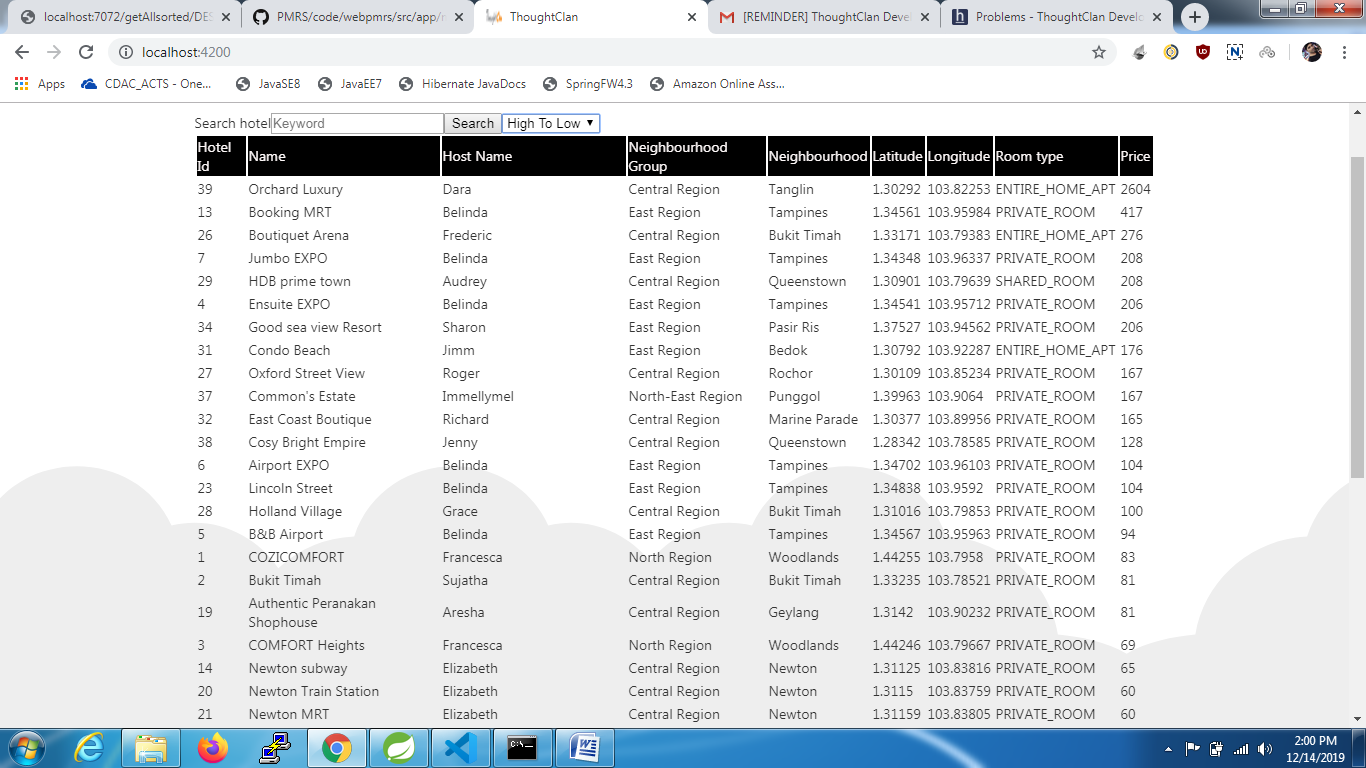 localhost:7072/getAllsorted/DES
PMRS/code/webpmrs/src/app/r
ThoughtClan
[REMINDER] ThoughtClan Devel
Problems - ThoughtClan Develo
localhost:4200
Apps
CDAC_ACTS - One...
JavaSE8
JavaEE7
Hibernate JavaDocs
SpringFW4.3
Amazon Online Ass...
Search hotel Keyword Search High To Low
Hotel Id Name Host Name Neighbourhood Group Neighbourhood Latitude Longitude Room type Price
39 Orchard Luxury Dara Central Region Tanglin 1.30292 103.82253 ENTIRE_HOME_APT 2604
13 Booking MRT Belinda East Region Tampines 1.34561 103.95984 PRIVATE_ROOM 417
26 Boutiquet Arena Frederic Central Region Bukit Timah 1.33171 103.79383 ENTIRE_HOME_APT 276
7 Jumbo EXPO Belinda East Region Tampines 1.34348 103.96337 PRIVATE_ROOM 208
29 HDB prime town Audrey Central Region Queenstown 1.30901 103.79639 SHARED_ROOM 208
4 Ensuite EXPO Belinda East Region Tampines 1.34541 103.95712 PRIVATE_ROOM 206
34 Good sea view Resort Sharon East Region Pasir Ris 1.37527 103.94562 PRIVATE_ROOM 206
31 Condo Beach Jimm East Region Bedok 1.30792 103.92287 ENTIRE_HOME_APT 176
27 Oxford Street View Roger Central Region Rochor 1.30109 103.85234 PRIVATE_ROOM 167
37 Common's Estate Immellymel North-East Region Punggol 1.39963 103.9064 PRIVATE_ROOM 167
32 East Coast Boutique Richard Central Region Marine Parade 1.30377 103.89956 PRIVATE_ROOM 165
38 Cosy Bright Empire Jenny Central Region Queenstown 1.28342 103.78585 PRIVATE_ROOM 128
6 Airport EXPO Belinda East Region Tampines 1.34702 103.96103 PRIVATE_ROOM 104
23 Lincoln Street Belinda East Region Tampines 1.34838 103.9592 PRIVATE_ROOM 104
28 Holland Village Grace Central Region Bukit Timah 1.31016 103.79853 PRIVATE_ROOM 100
5 B&B Airport Belinda East Region Tampines 1.34567 103.95963 PRIVATE_ROOM 94
1 COZICOMFORT Francesca North Region Woodlands 1.44255 103.7958 PRIVATE_ROOM 83
2 Bukit Timah Sujatha Central Region Bukit Timah 1.33235 103.78521 PRIVATE_ROOM 81
19 Authentic Peranakan Shophouse Aresha Central Region Geylang 1.3142 103.90232 PRIVATE_ROOM 81
3 COMFORT Heights Francesca North Region Woodlands 1.44246 103.79667 PRIVATE_ROOM 69
14 Newton subway Elizabeth Central Region Newton 1.31125 103.83816 PRIVATE_ROOM 65
20 Newton Train Station Elizabeth Central Region Newton 1.3115 103.83759 PRIVATE_ROOM 60
21 Newton MRT Elizabeth Central Region Newton 1.31159 103.83805 PRIVATE_ROOM 60
2:00 PM
12/14/2019